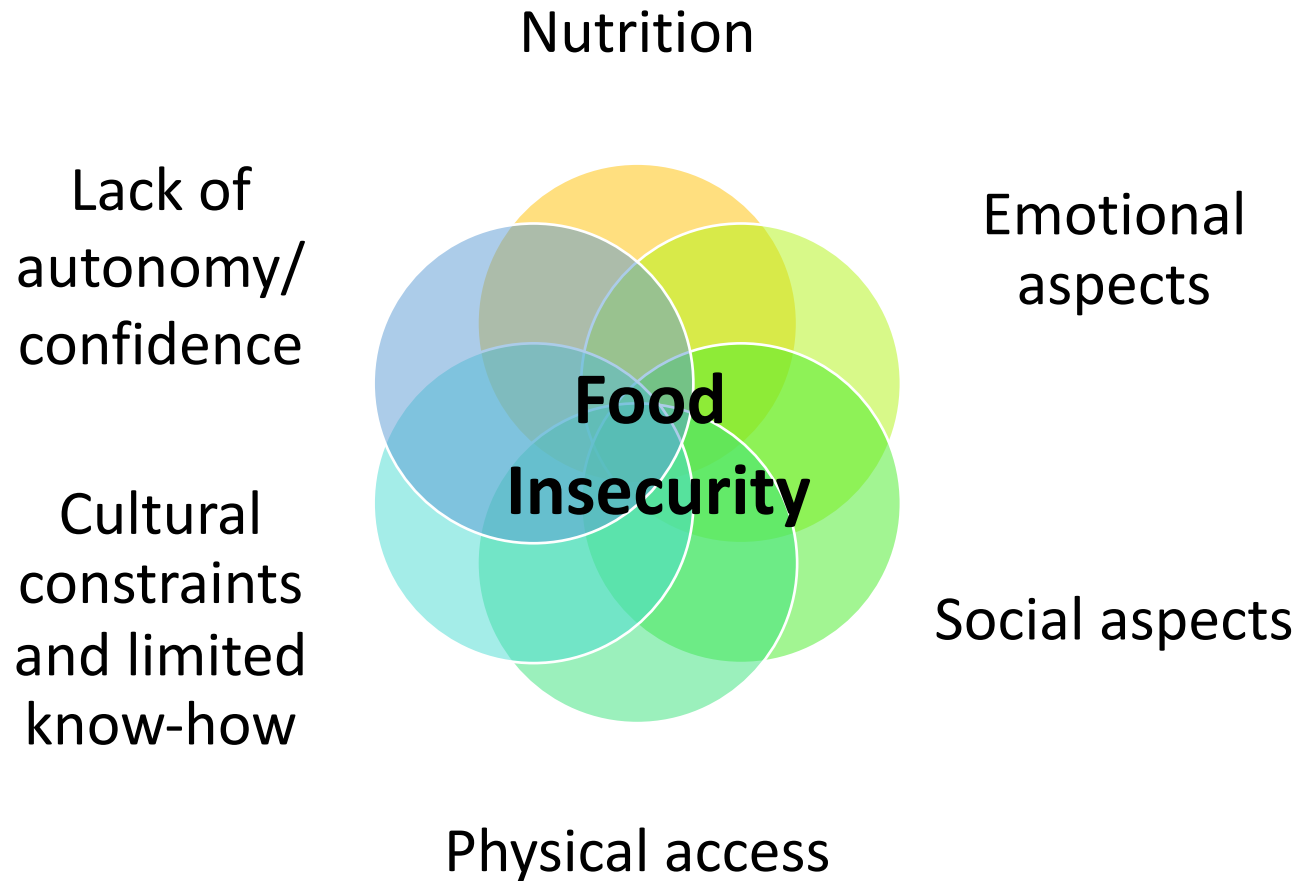 Nutrition
Lack of
autonomy/
confidence
Emotional
aspects
Food
Insecurity
Cultural
constraints
and limited
know-how
Social aspects
Physical access